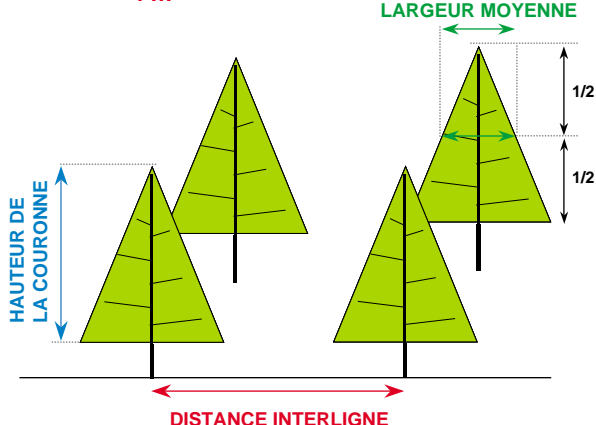 LARGEUR MOYENNE
1/2
1/2
HAUTEUR DE
LA COURONNE
DISTANCE INTERLIGNE